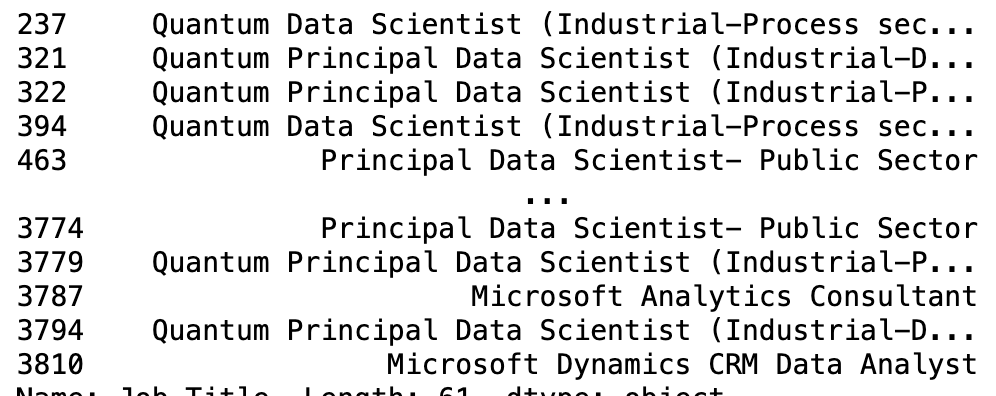 237 Quantum Data Scientist (Industrial-Process sec...
321 Quantum Principal Data Scientist (Industrial-D...
322 Quantum Principal Data Scientist (Industrial-P...
394 Quantum Data Scientist (Industrial-Process sec...
463 Principal Data Scientist- Public Sector
...
3774 Principal Data Scientist- Public Sector
3779 Quantum Principal Data Scientist (Industrial-P...
3787 Microsoft Analytics Consultant
3794 Quantum Principal Data Scientist (Industrial-D...
3810 Microsoft Dynamics CRM Data Analyst
Name: Job Title, Length: 61, dtype: object